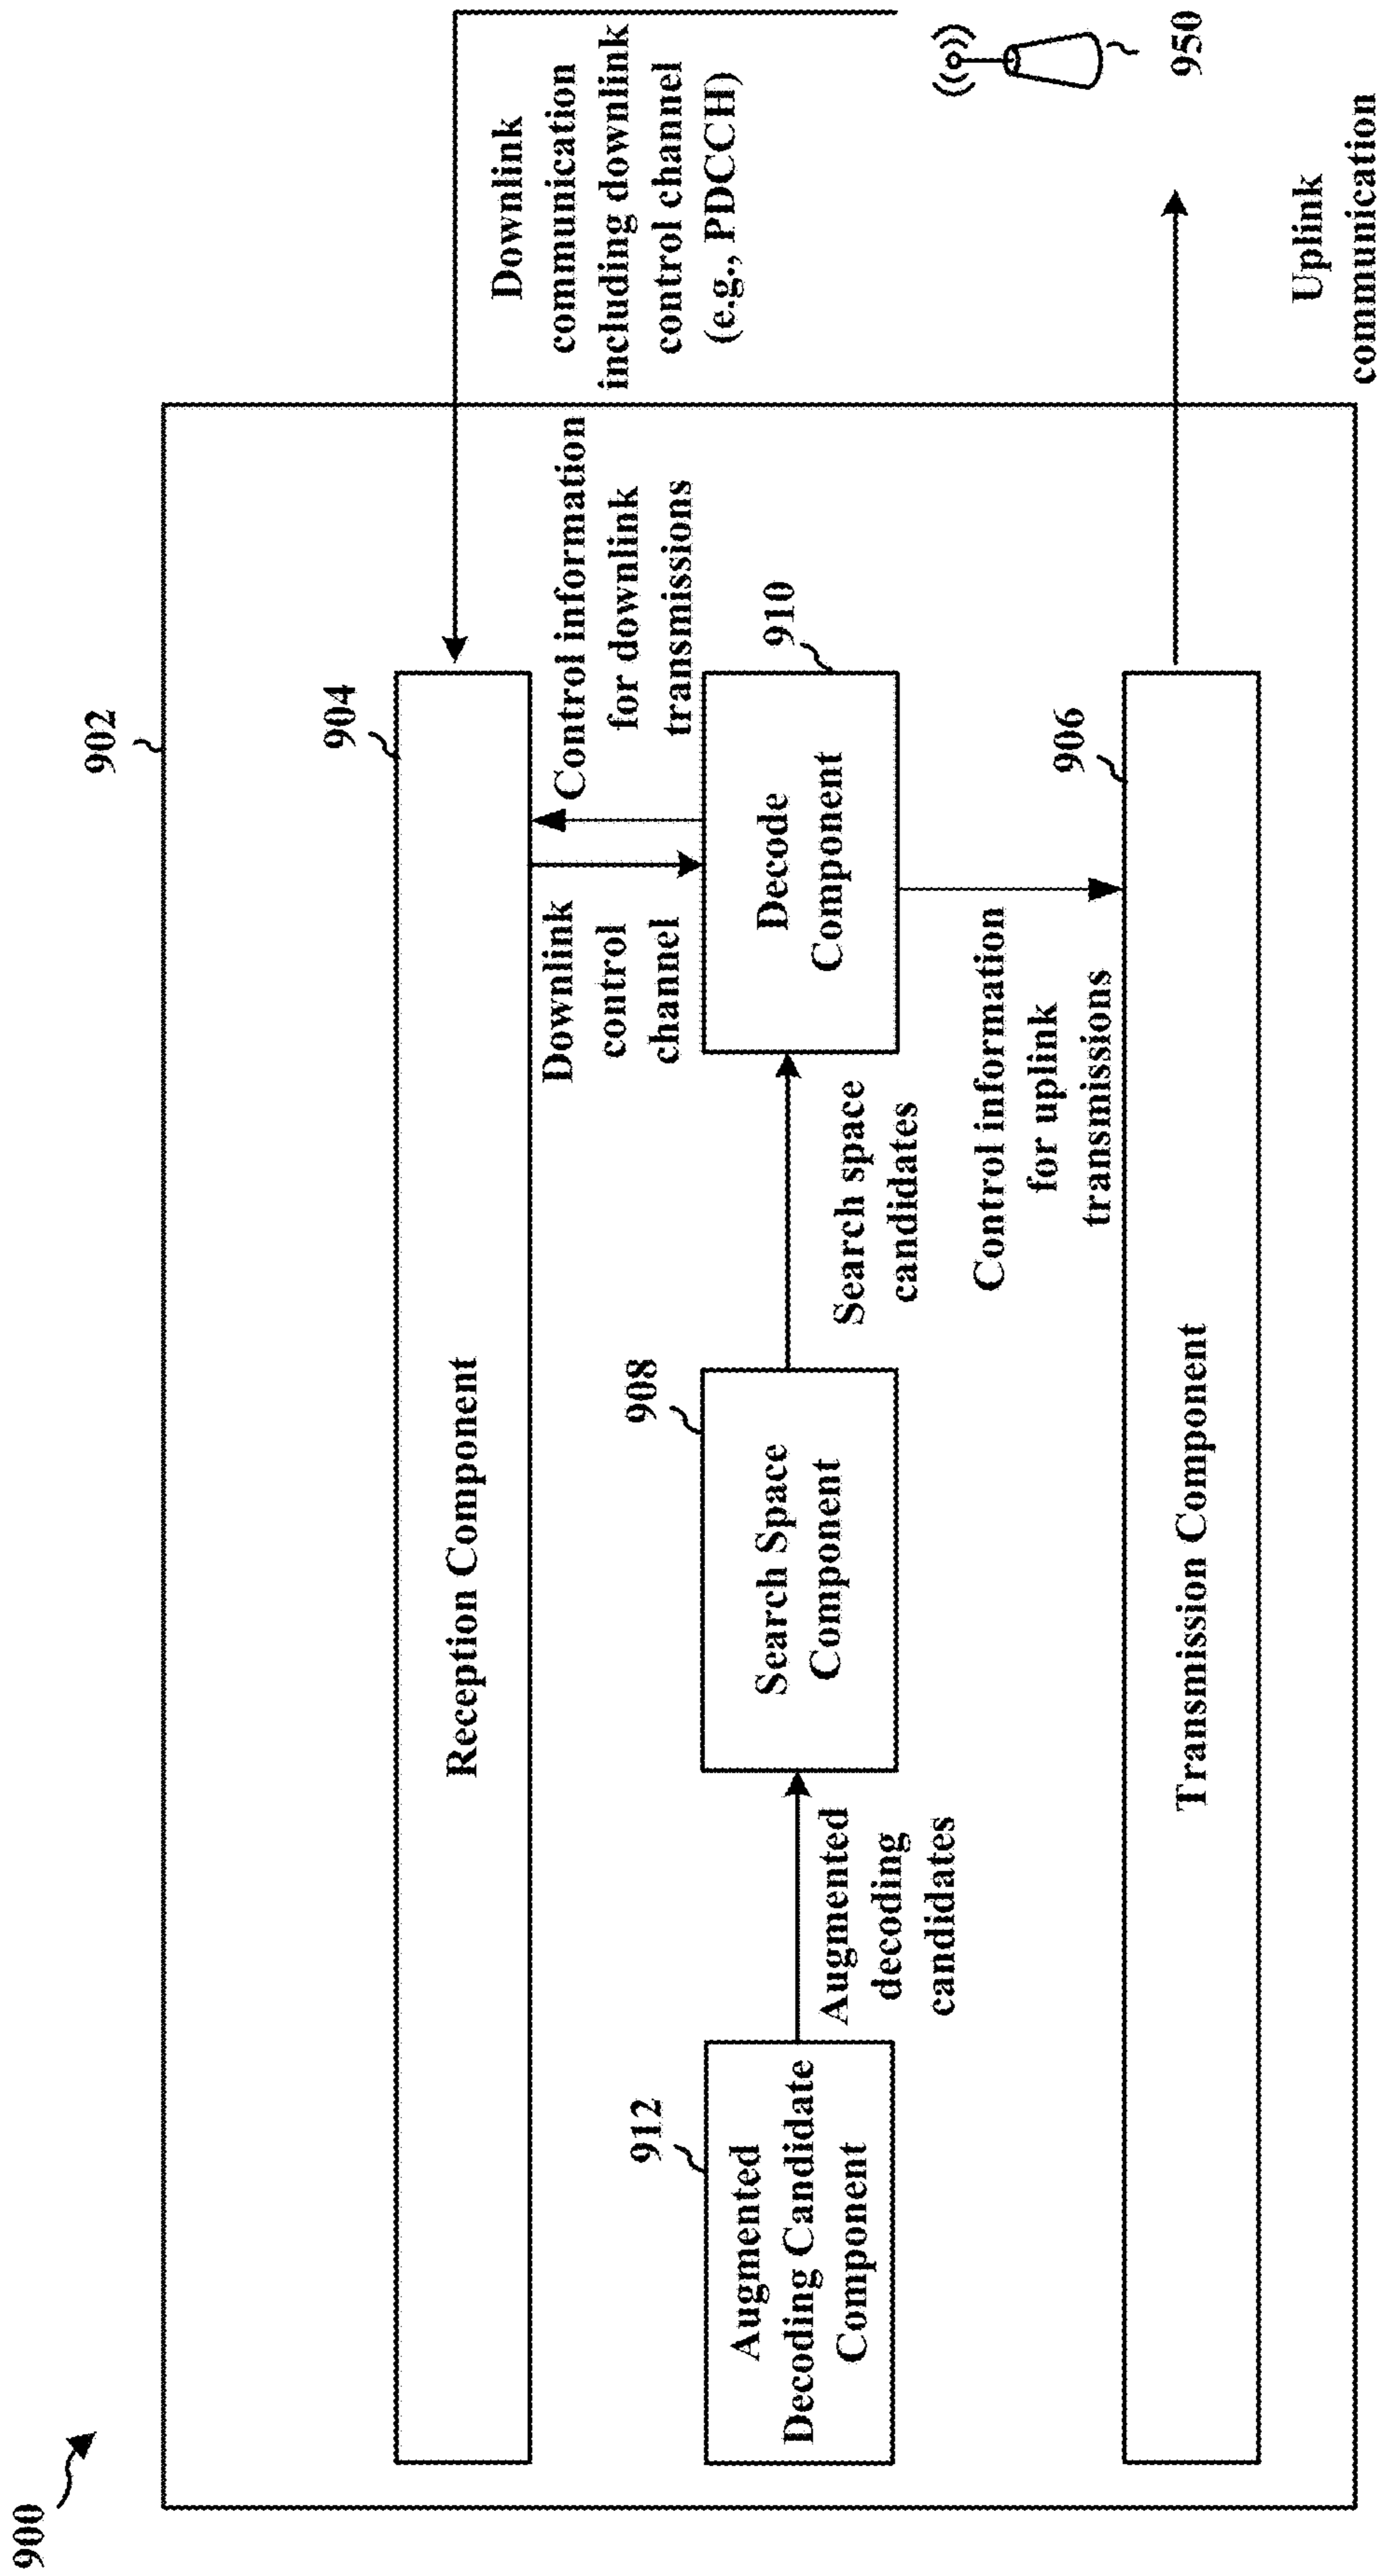 900
902
904
Reception Component
Downlink
communication
including downlink
control channel
(e.g., PDCCH)
950
Downlink
control
channel
Control information
for downlink
transmissions
912
Augmented
Decoding Candidate
Component
Augmented
decoding
candidates
908
Search Space
Component
Search space
candidates
910
Decode
Component
Control information
for uplink
transmissions
906
Transmission Component
Uplink
communication